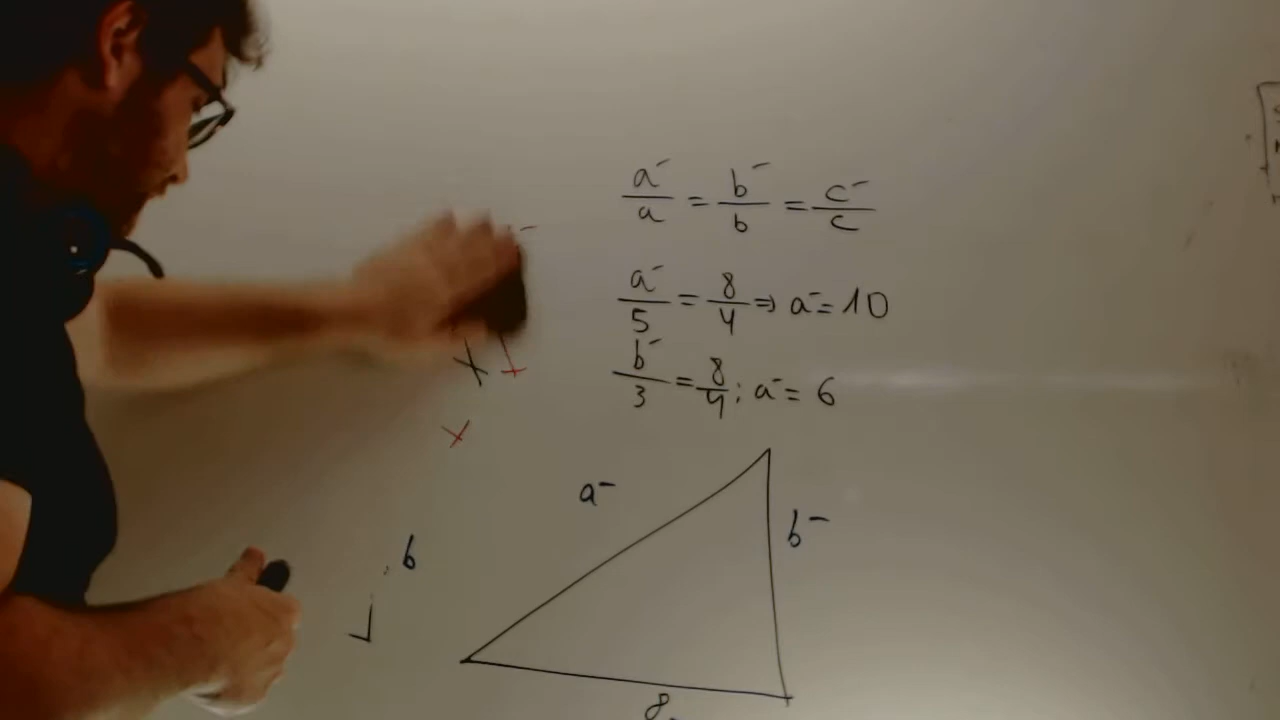 a⁻/a = b⁻/b = c⁻/c
a⁻/5 = 8/4 ⇒ a⁻= 10
b⁻/3 = 8/4 ; a⁻= 6
a⁻
b⁻
b
8